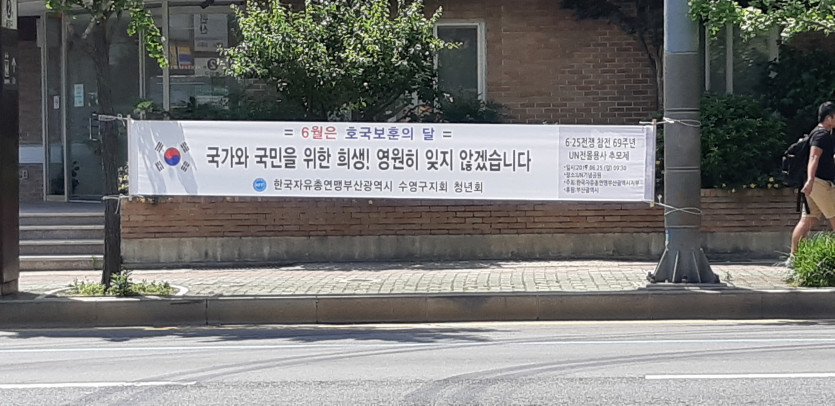 = 6월은 호국보훈의 달 =
국가와 국민을 위한 희생! 영원히 잊지 않겠습니다
한국자유총연맹부산광역시 수영구지회 청년회
6·25전쟁 참전 69주년
UN전몰용사 추모제